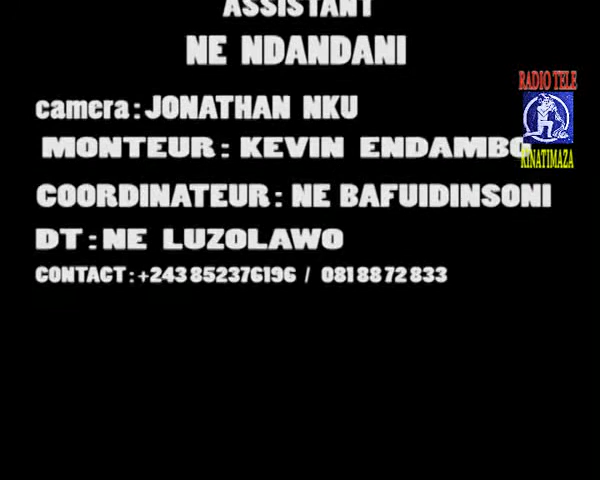 ASSISTANT
NE NDANDANI
camera:JONATHAN NKU
MONTEUR: KEVIN ENDAMBO
COORDINATEUR: NE BAFUIDINSONI
DT:NE LUZOLAWO
CONTACT:+243 852376196 / 0818872833
RADIO TELE
KINATIMAZA